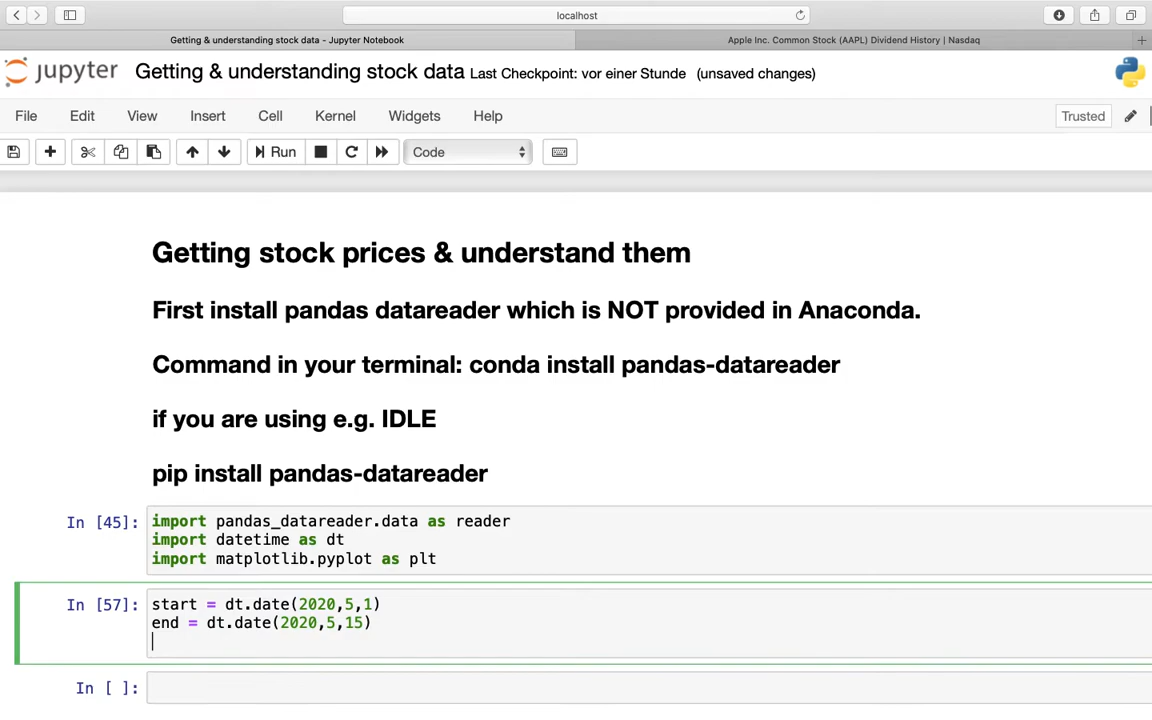 localhost
Getting & understanding stock data - Jupyter Notebook
Apple Inc. Common Stock (AAPL) Dividend History | Nasdaq
jupyter Getting & understanding stock data Last Checkpoint: vor einer Stunde (unsaved changes)
File Edit View Insert Cell Kernel Widgets Help Trusted
Run Code
Getting stock prices & understand them
First install pandas datareader which is NOT provided in Anaconda.
Command in your terminal: conda install pandas-datareader
if you are using e.g. IDLE
pip install pandas-datareader
In [45]: import pandas_datareader.data as reader
import datetime as dt
import matplotlib.pyplot as plt
In [57]: start = dt.date(2020,5,1)
end = dt.date(2020,5,15)
In [ ]: